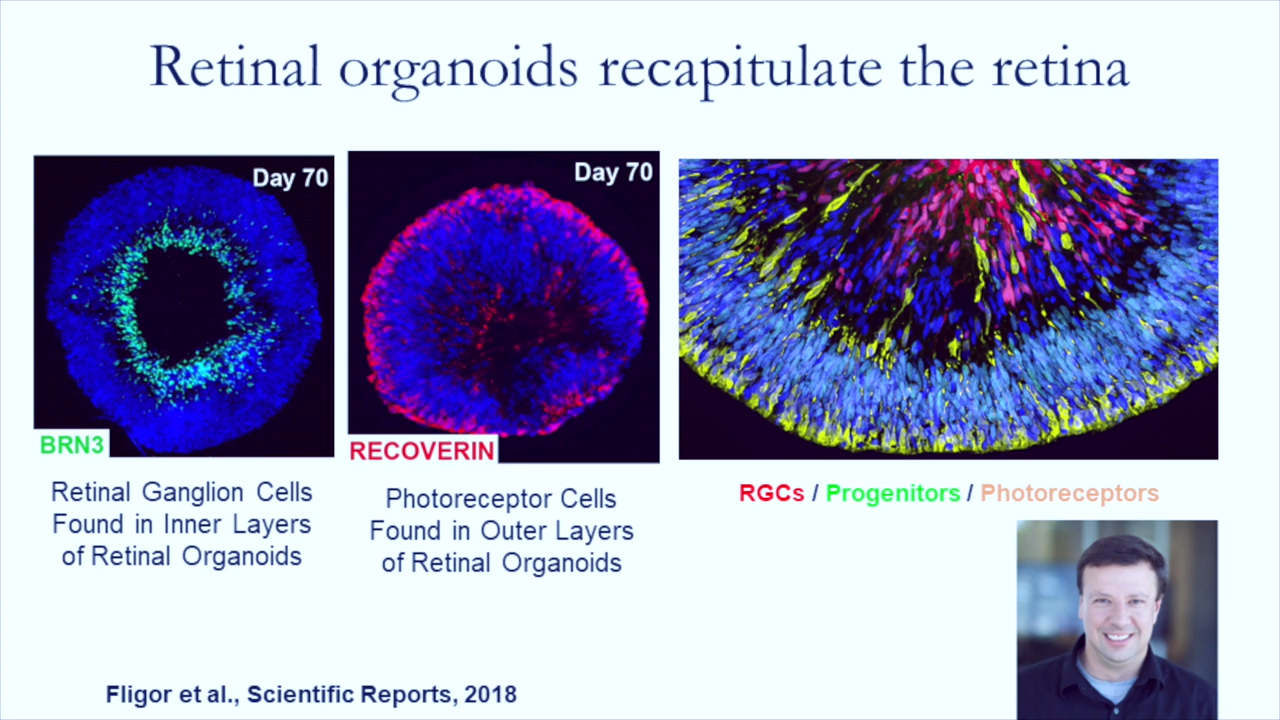 Retinal organoids recapitulate the retina
Day 70
Day 70
BRN3
RECOVERIN
Retinal Ganglion Cells
Found in Inner Layers
of Retinal Organoids
Photoreceptor Cells
Found in Outer Layers
of Retinal Organoids
RGCs / Progenitors / Photoreceptors
Fligor et al., Scientific Reports, 2018